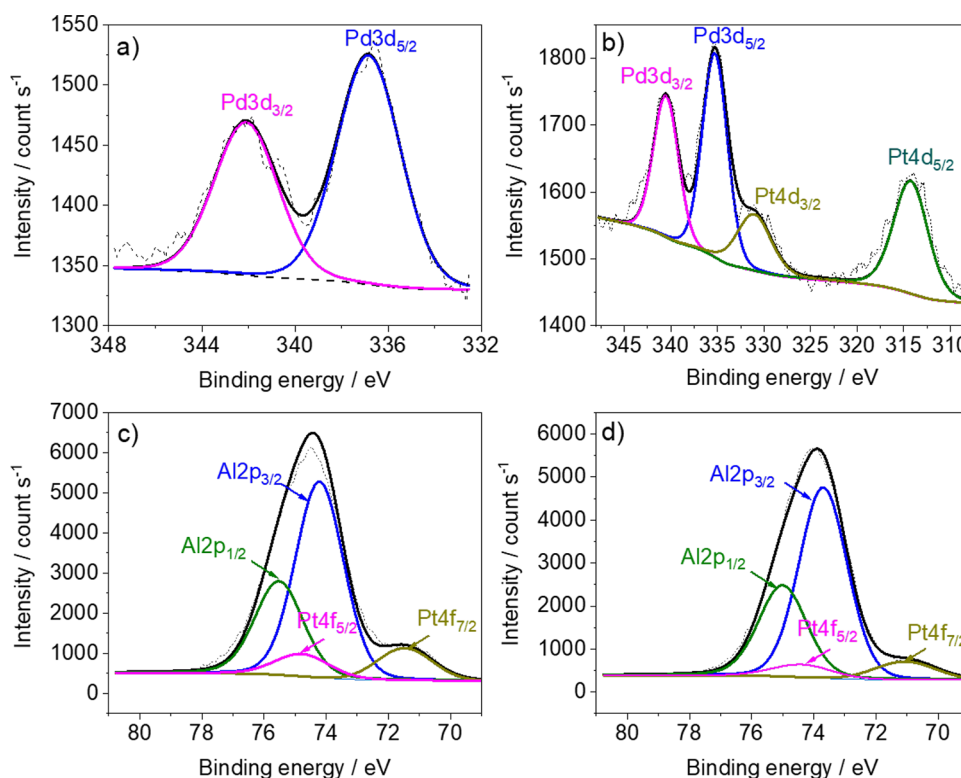 a)
Pd3d5/2
Pd3d3/2
1550
1500
1450
1400
1350
1300
348 344 340 336 332
Intensity / count s-1
Binding energy / eV
b)
Pd3d5/2
Pd3d3/2
Pt4d5/2
Pt4d3/2
1800
1700
1600
1500
1400
345 340 335 330 325 320 315 310
Intensity / count s-1
Binding energy / eV
c)
Al2p3/2
Al2p1/2
Pt4f5/2
Pt4f7/2
7000
6000
5000
4000
3000
2000
1000
0
80 78 76 74 72 70
Intensity / count s-1
Binding energy / eV
d)
Al2p3/2
Al2p1/2
Pt4f5/2
Pt4f7/2
6000
5000
4000
3000
2000
1000
0
80 78 76 74 72 70
Intensity / count s-1
Binding energy / eV